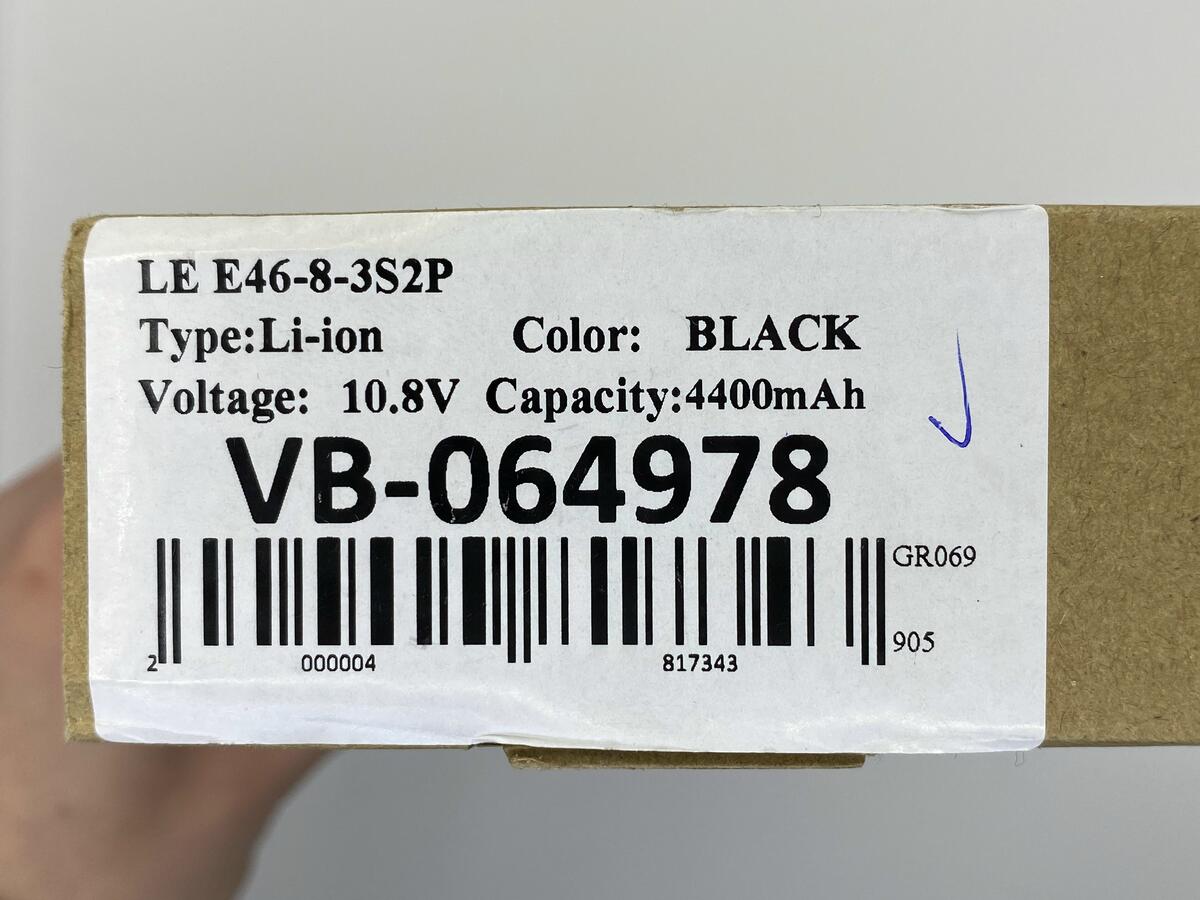 LE E46-8-3S2P
Type:Li-ion Color: BLACK
Voltage: 10.8V Capacity:4400mAh
VB-064978
GR069
905
2 000004 817343